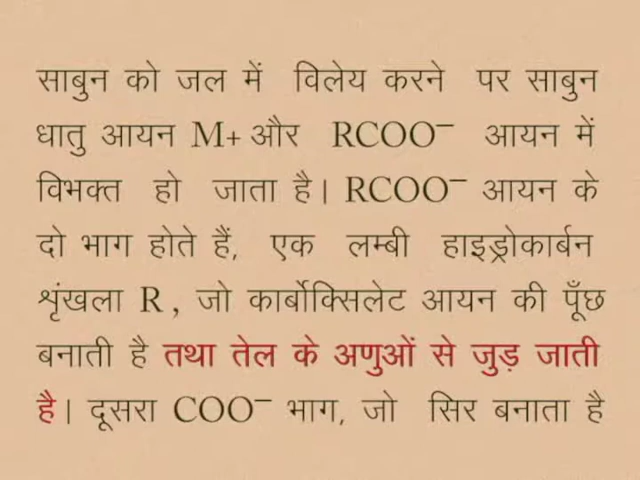 साबुन को जल में विलेय करने पर साबुन
धातु आयन M+ और RCOO⁻ आयन में
विभक्त हो जाता है। RCOO⁻ आयन के
दो भाग होते हैं, एक लम्बी हाइड्रोकार्बन
शृंखला R , जो कार्बोक्सिलेट आयन की पूँछ
बनाती है तथा तेल के अणुओं से जुड़ जाती
है। दूसरा COO⁻ भाग, जो सिर बनाता है